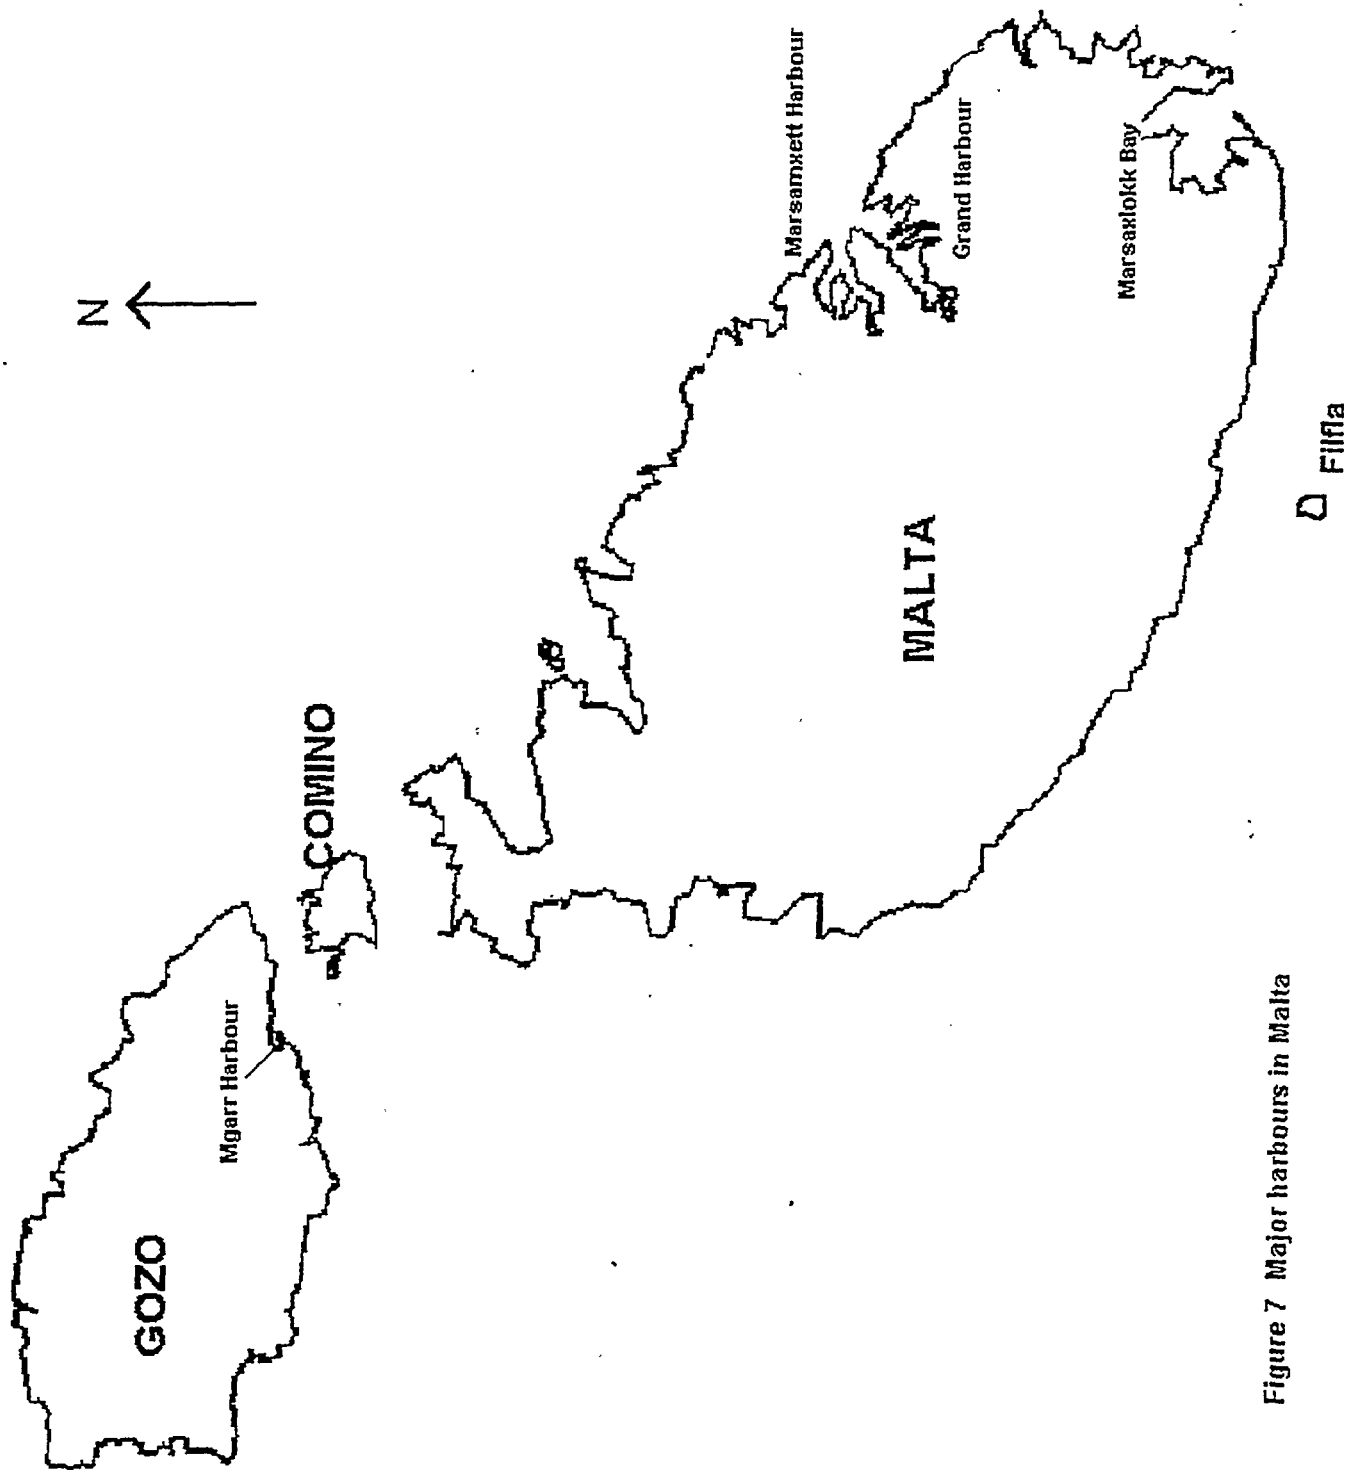 N
GOZO
Mgarr Harbour
COMINO
MALTA
Marsamxett Harbour
Grand Harbour
Marsaxlokk Bay
Filfla
Figure 7 Major harbours in Malta